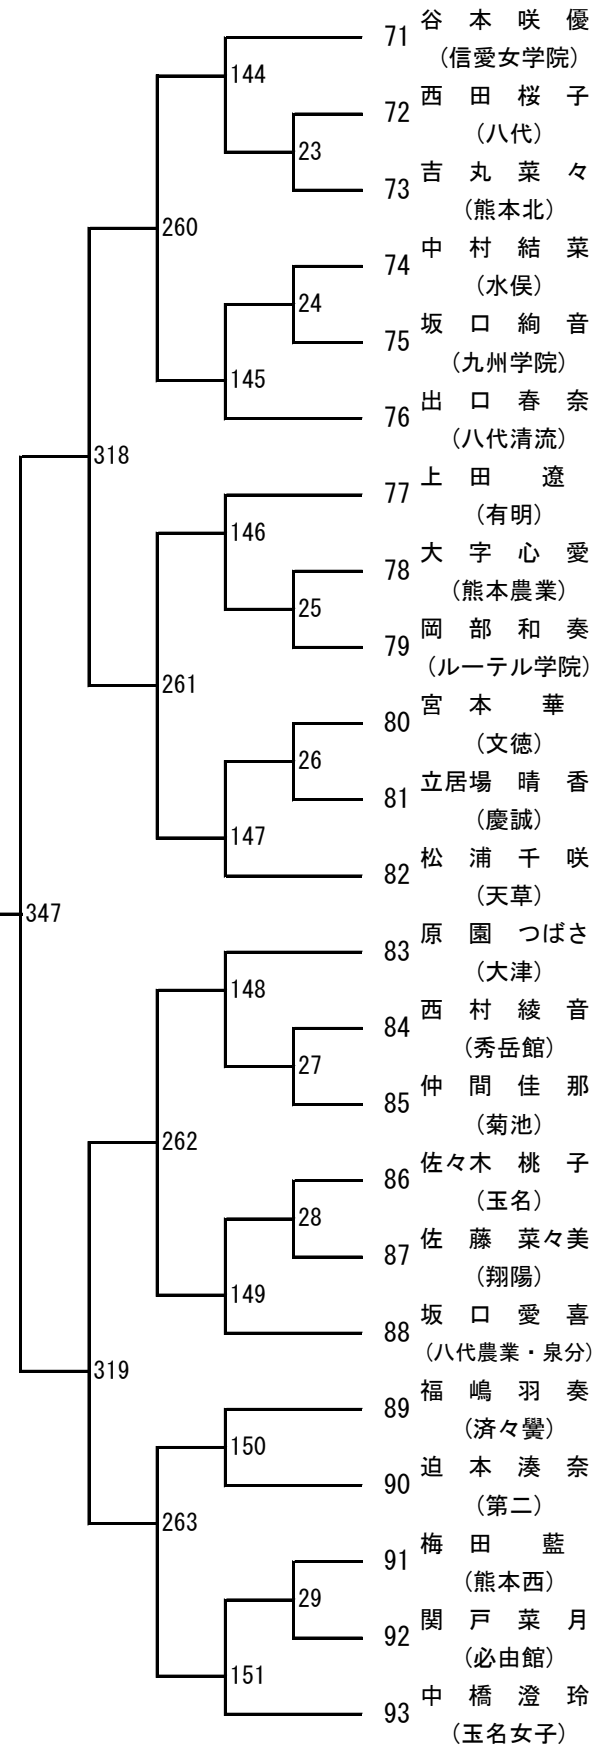 71 谷 本 咲 優
(信愛女学院)
144
72 西 田 桜 子
(八代)
23
73 吉 丸 菜 々
(熊本北)
260
74 中 村 結 菜
(水俣)
24
75 坂 口 絢 音
(九州学院)
145
76 出 口 春 奈
(八代清流)
318
77 上 田 遼
(有明)
146
78 大 字 心 愛
(熊本農業)
25
79 岡 部 和 奏
(ルーテル学院)
261
80 宮 本 華
(文徳)
26
81 立居場 晴 香
(慶誠)
147
82 松 浦 千 咲
(天草)
347
83 原 園 つばさ
(大津)
148
84 西 村 綾 音
(秀岳館)
27
85 仲 間 佳 那
(菊池)
262
86 佐々木 桃 子
(玉名)
28
87 佐 藤 菜々美
(翔陽)
149
88 坂 口 愛 喜
(八代農業・泉分)
319
89 福 嶋 羽 奏
(済々黌)
150
90 迫 本 湊 奈
(第二)
263
91 梅 田 藍
(熊本西)
29
92 関 戸 菜 月
(必由館)
151
93 中 橋 澄 玲
(玉名女子)